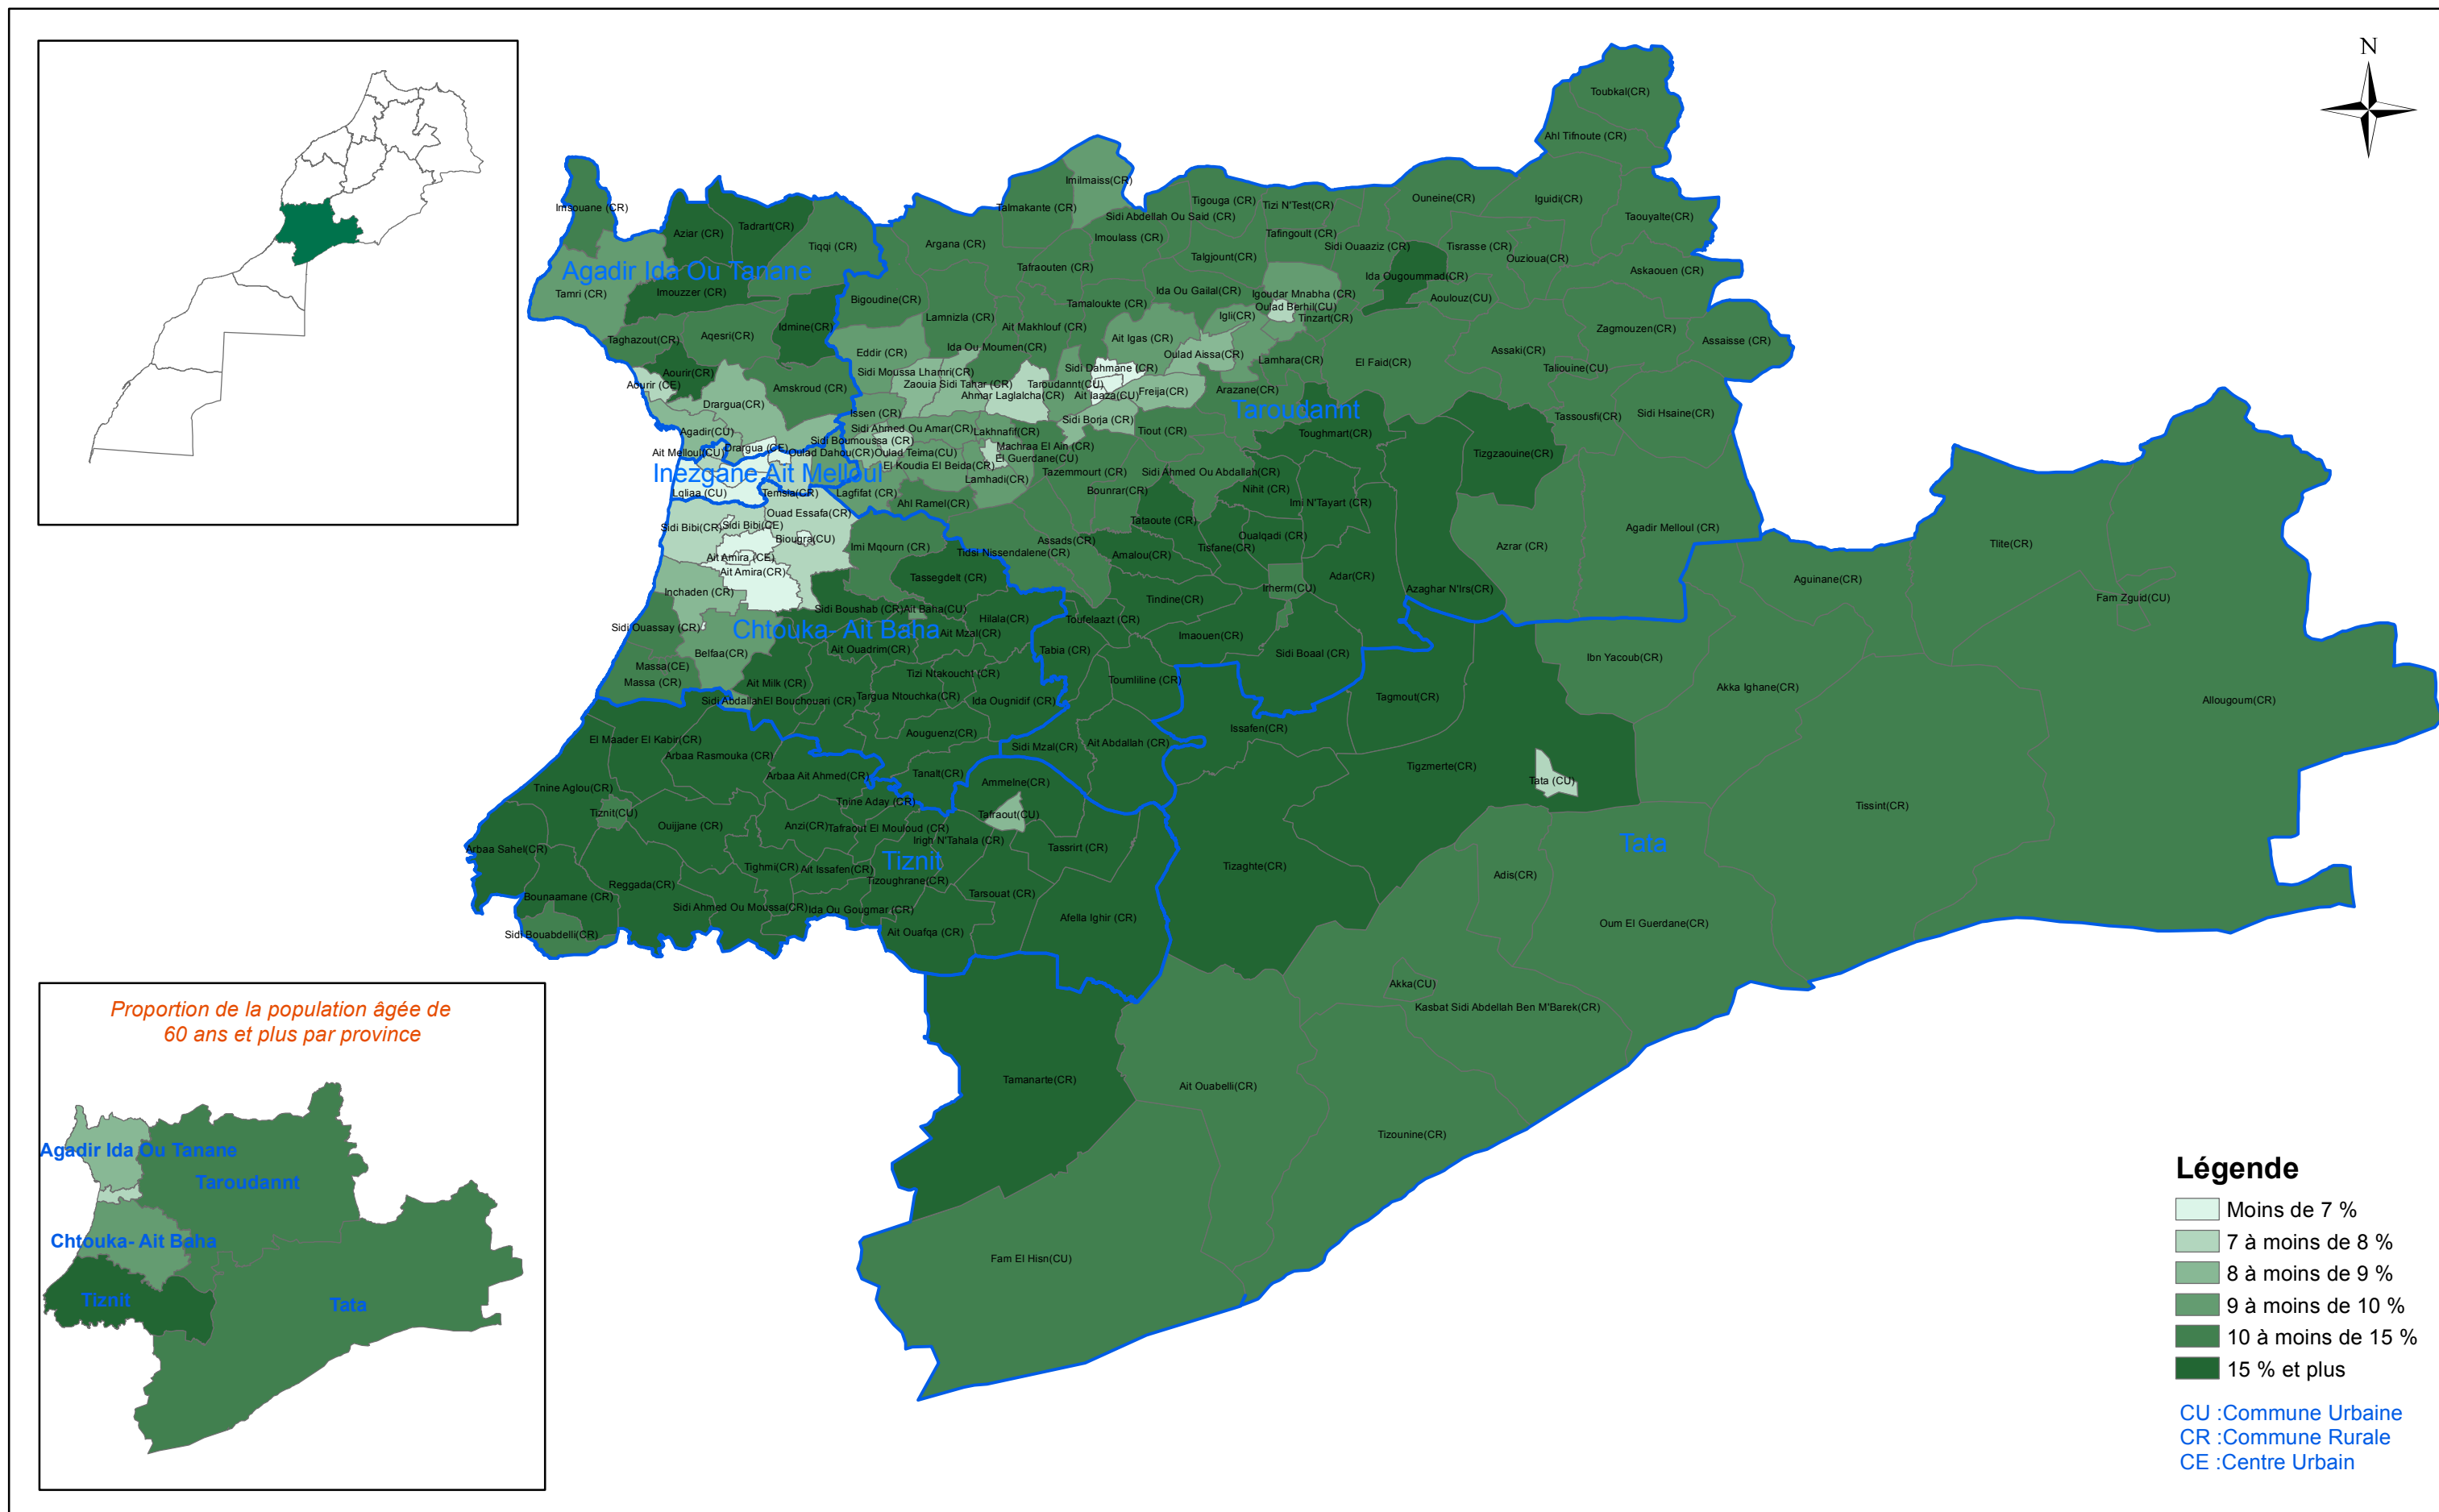 N
Toubkal(CR)
Ahl Tifnoute (CR)
Imilmaiss(CR)
Tigouga (CR)
Tizi N'Test(CR)
Ouneine(CR)
Iguidi(CR)
Imsouane (CR)
Talmakante (CR)
Sidi Abdellah Ou Said (CR)
Taouyalte(CR)
Aziar (CR)
Tadrart(CR)
Tiqqi (CR)
Argana (CR)
Imoulass (CR)
Tafingoult (CR)
Sidi Ouaaziz (CR)
Tisrasse (CR)
Ouzioua(CR)
Talgjount(CR)
Agadir Ida Ou Tanane
Tafraouten (CR)
Ida Ougoummad(CR)
Askaouen (CR)
Tamri (CR)
Imouzzer (CR)
Bigoudine(CR)
Tamaloukte (CR)
Ida Ou Gailal(CR)
Igoudar Mnabha (CR)
Oulad Berhil(CU)
Aoulouz(CU)
Lamnizla (CR)
Ait Makhlouf (CR)
Igli(CR)
Tinzart(CR)
Zagmouzen(CR)
Assaisse (CR)
Taghazout(CR)
Aqesri(CR)
Idmine(CR)
Eddir (CR)
Ida Ou Moumen(CR)
Ait Igas (CR)
Oulad Aissa(CR)
Lamhara(CR)
El Faid(CR)
Assaki(CR)
Taliouine(CU)
Aourir(CR)
Aourir (CE)
Amskroud (CR)
Sidi Moussa Lhamri(CR)
Zaouia Sidi Tahar (CR)
Ahmar Laglalcha(CR)
Taroudannt(CU)
Sidi Dahmane (CR)
Ait Iaaza(CU)
Freija(CR)
Arazane(CR)
Drargua(CR)
Issen (CR)
Sidi Borja (CR)
Taroudannt
Tassousfi(CR)
Sidi Hsaine(CR)
Agadir(CU)
Drargua (CE)
Sidi Ahmed Ou Amar(CR)
Sidi Boumoussa (CR)
Lakhnafif(CR)
Tiout (CR)
Toughmart(CR)
Ait Melloul(CU)
Oulad Dahou(CR)
Oulad Teima(CU)
Machraa El Ain (CR)
El Guerdane(CU)
Tizgzaouine(CR)
Inezgane Ait Melloul
El Koudia El Beida(CR)
Lamhadi(CR)
Tazemmourt (CR)
Sidi Ahmed Ou Abdallah(CR)
Lqliaa (CU)
Temsia(CR)
Lagfifat (CR)
Ahl Ramel(CR)
Bounrar(CR)
Nihit (CR)
Imi N'Tayart (CR)
Sidi Bibi(CR)
Sidi Bibi(CE)
Ouad Essafa(CR)
Tataoute (CR)
Agadir Melloul (CR)
Biougra(CU)
Imi Mqourn (CR)
Tidsi Nissendalene(CR)
Assads(CR)
Amalou(CR)
Tisfane(CR)
Oualqadi (CR)
Azrar (CR)
Tlite(CR)
Ait Amira (CE)
Ait Amira(CR)
Tassegdelt (CR)
Irherm(CU)
Adar(CR)
Azaghar N'Irs(CR)
Aguinane(CR)
Inchaden (CR)
Sidi Boushab (CR)
Ait Baha(CU)
Hilala(CR)
Tindine(CR)
Fam Zguid(CU)
Sidi Ouassay (CR)
Chtouka- Ait Baha
Ait Mzal(CR)
Toufelaazt (CR)
Imaouen(CR)
Belfaa(CR)
Ait Ouadrim(CR)
Tabia (CR)
Sidi Boaal (CR)
Ibn Yacoub(CR)
Massa(CE)
Massa (CR)
Ait Milk (CR)
Tizi Ntakoucht (CR)
Toumliline (CR)
Tagmout(CR)
Akka Ighane(CR)
Sidi Abdallah El Bouchouari (CR)
Targua Ntouchka(CR)
Ida Ougnidif (CR)
Allougoum(CR)
El Maader El Kabir(CR)
Aouguenz(CR)
Issafen(CR)
Arbaa Rasmouka (CR)
Sidi Mzal(CR)
Ait Abdallah (CR)
Arbaa Ait Ahmed(CR)
Tanalt(CR)
Ammelne(CR)
Tigzmerte(CR)
Tata (CU)
Tnine Aglou(CR)
Tnine Aday (CR)
Tissint(CR)
Tiznit(CU)
Ouijjane (CR)
Anzi(CR)
Tafraout El Mouloud (CR)
Tafraout(CU)
Irigh N'Tahala (CR)
Tata
Arbaa Sahel(CR)
Tassrirt (CR)
Tighmi(CR)
Ait Issafen(CR)
Tiznit
Tizaghte(CR)
Adis(CR)
Reggada(CR)
Tizoughrane(CR)
Bounaamane (CR)
Tarsouat (CR)
Sidi Ahmed Ou Moussa(CR)
Ida Ou Gougmar (CR)
Afella Ighir (CR)
Oum El Guerdane(CR)
Sidi Bouabdelli(CR)
Ait Ouafqa (CR)
Akka(CU)
Kasbat Sidi Abdellah Ben M'Barek(CR)
Tamanarte(CR)
Ait Ouabelli(CR)
Tizounine(CR)
Fam El Hisn(CU)
Proportion de la population âgée de
60 ans et plus par province
Agadir Ida Ou Tanane
Taroudannt
Chtouka- Ait Baha
Tiznit
Tata
Légende
Moins de 7 %
7 à moins de 8 %
8 à moins de 9 %
9 à moins de 10 %
10 à moins de 15 %
15 % et plus
CU :Commune Urbaine
CR :Commune Rurale
CE :Centre Urbain